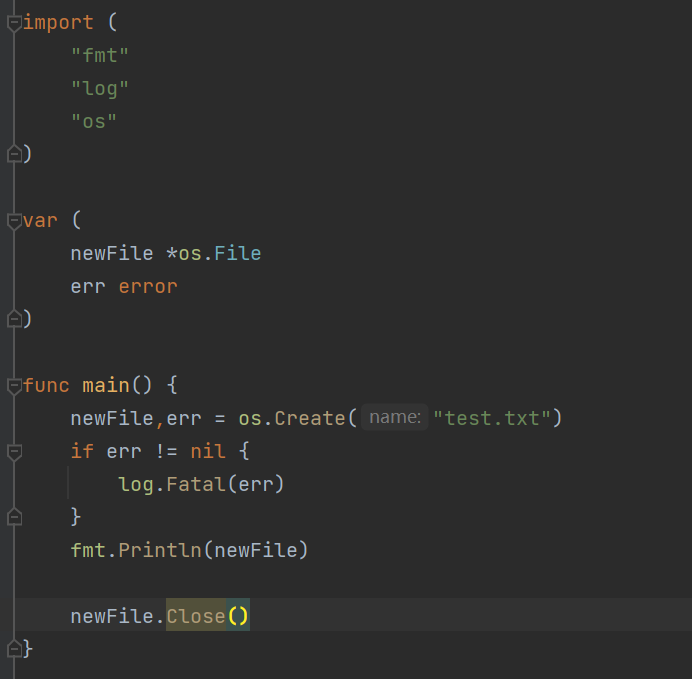 import (
    "fmt"
    "log"
    "os"
)
var (
    newFile *os.File
    err error
)
func main() {
    newFile,err = os.Create( name: "test.txt")
    if err != nil {
        log.Fatal(err)
    }
    fmt.Println(newFile)
    newFile.Close()
}